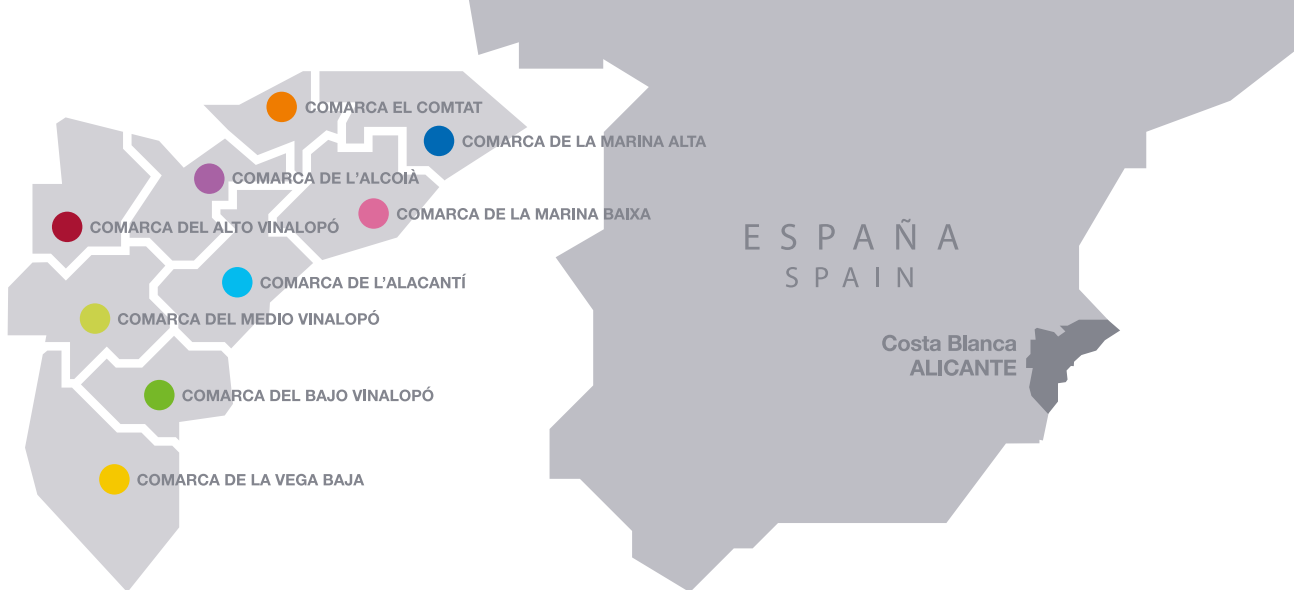 COMARCA EL COMTAT
COMARCA DE LA MARINA ALTA
COMARCA DE L'ALCOIÀ
COMARCA DE LA MARINA BAIXA
COMARCA DEL ALTO VINALOPÓ
COMARCA DE L'ALACANTÍ
COMARCA DEL MEDIO VINALOPÓ
COMARCA DEL BAJO VINALOPÓ
COMARCA DE LA VEGA BAJA
ESPAÑA
SPAIN
Costa Blanca
ALICANTE